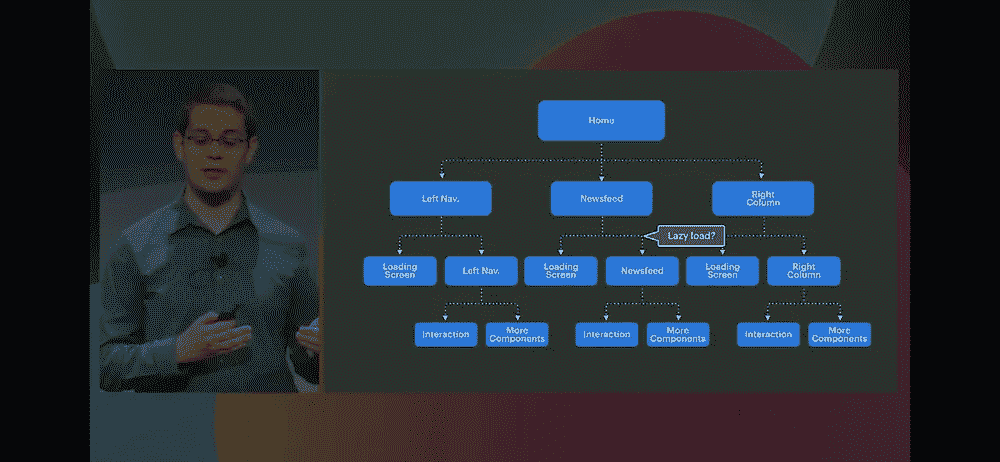 Home
Left Nav.
Newsfeed
Right
Column
Lazy load?
Loading
Screen
Left Nav.
Loading
Screen
Newsfeed
Loading
Screen
Right
Column
Interaction
More
Components
Interaction
More
Components
Interaction
More
Components